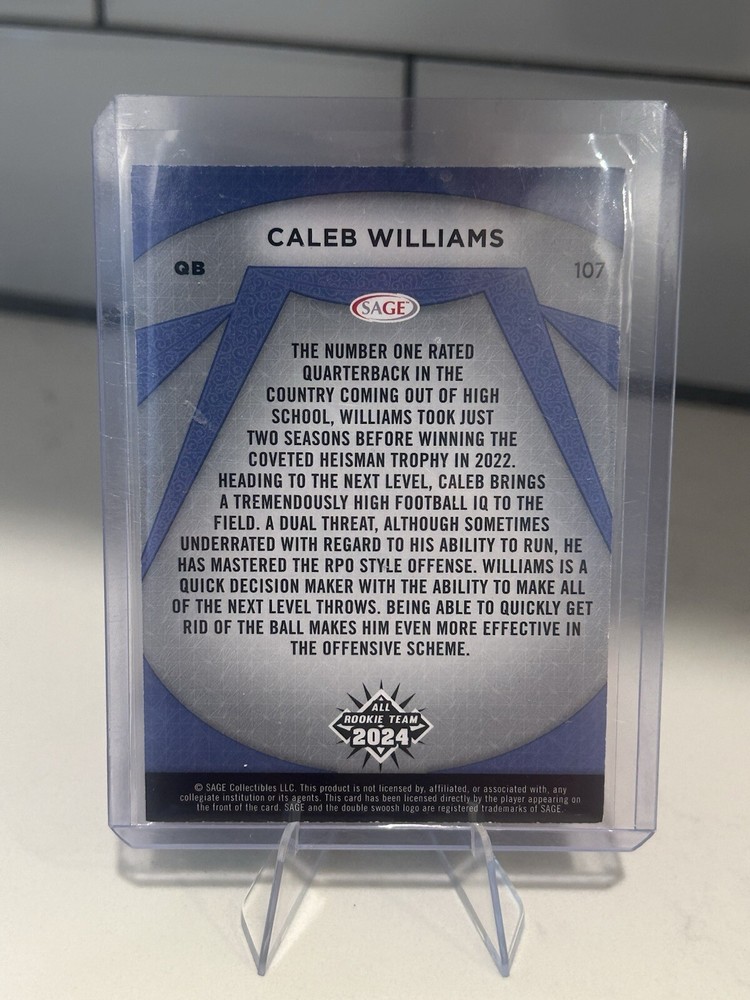 CALEB WILLIAMS
QB
107
SAGE
THE NUMBER ONE RATED
QUARTERBACK IN THE
COUNTRY COMING OUT OF HIGH
SCHOOL, WILLIAMS TOOK JUST
TWO SEASONS BEFORE WINNING THE
COVETED HEISMAN TROPHY IN 2022.
HEADING TO THE NEXT LEVEL, CALEB BRINGS
A TREMENDOUSLY HIGH FOOTBALL IQ TO THE
FIELD. A DUAL THREAT, ALTHOUGH SOMETIMES
UNDERRATED WITH REGARD TO HIS ABILITY TO RUN, HE
HAS MASTERED THE RPO STYLE OFFENSE. WILLIAMS IS A
QUICK DECISION MAKER WITH THE ABILITY TO MAKE ALL
OF THE NEXT LEVEL THROWS. BEING ABLE TO QUICKLY GET
RID OF THE BALL MAKES HIM EVEN MORE EFFECTIVE IN
THE OFFENSIVE SCHEME.
ALL
ROOKIE TEAM
2024
© SAGE Collectibles LLC. This product is not licensed by, affiliated, or associated with, any
collegiate institution or its agents. This card has been licensed directly by the player appearing on
the front of the card. SAGE and the double swoosh logo are registered trademarks of SAGE.